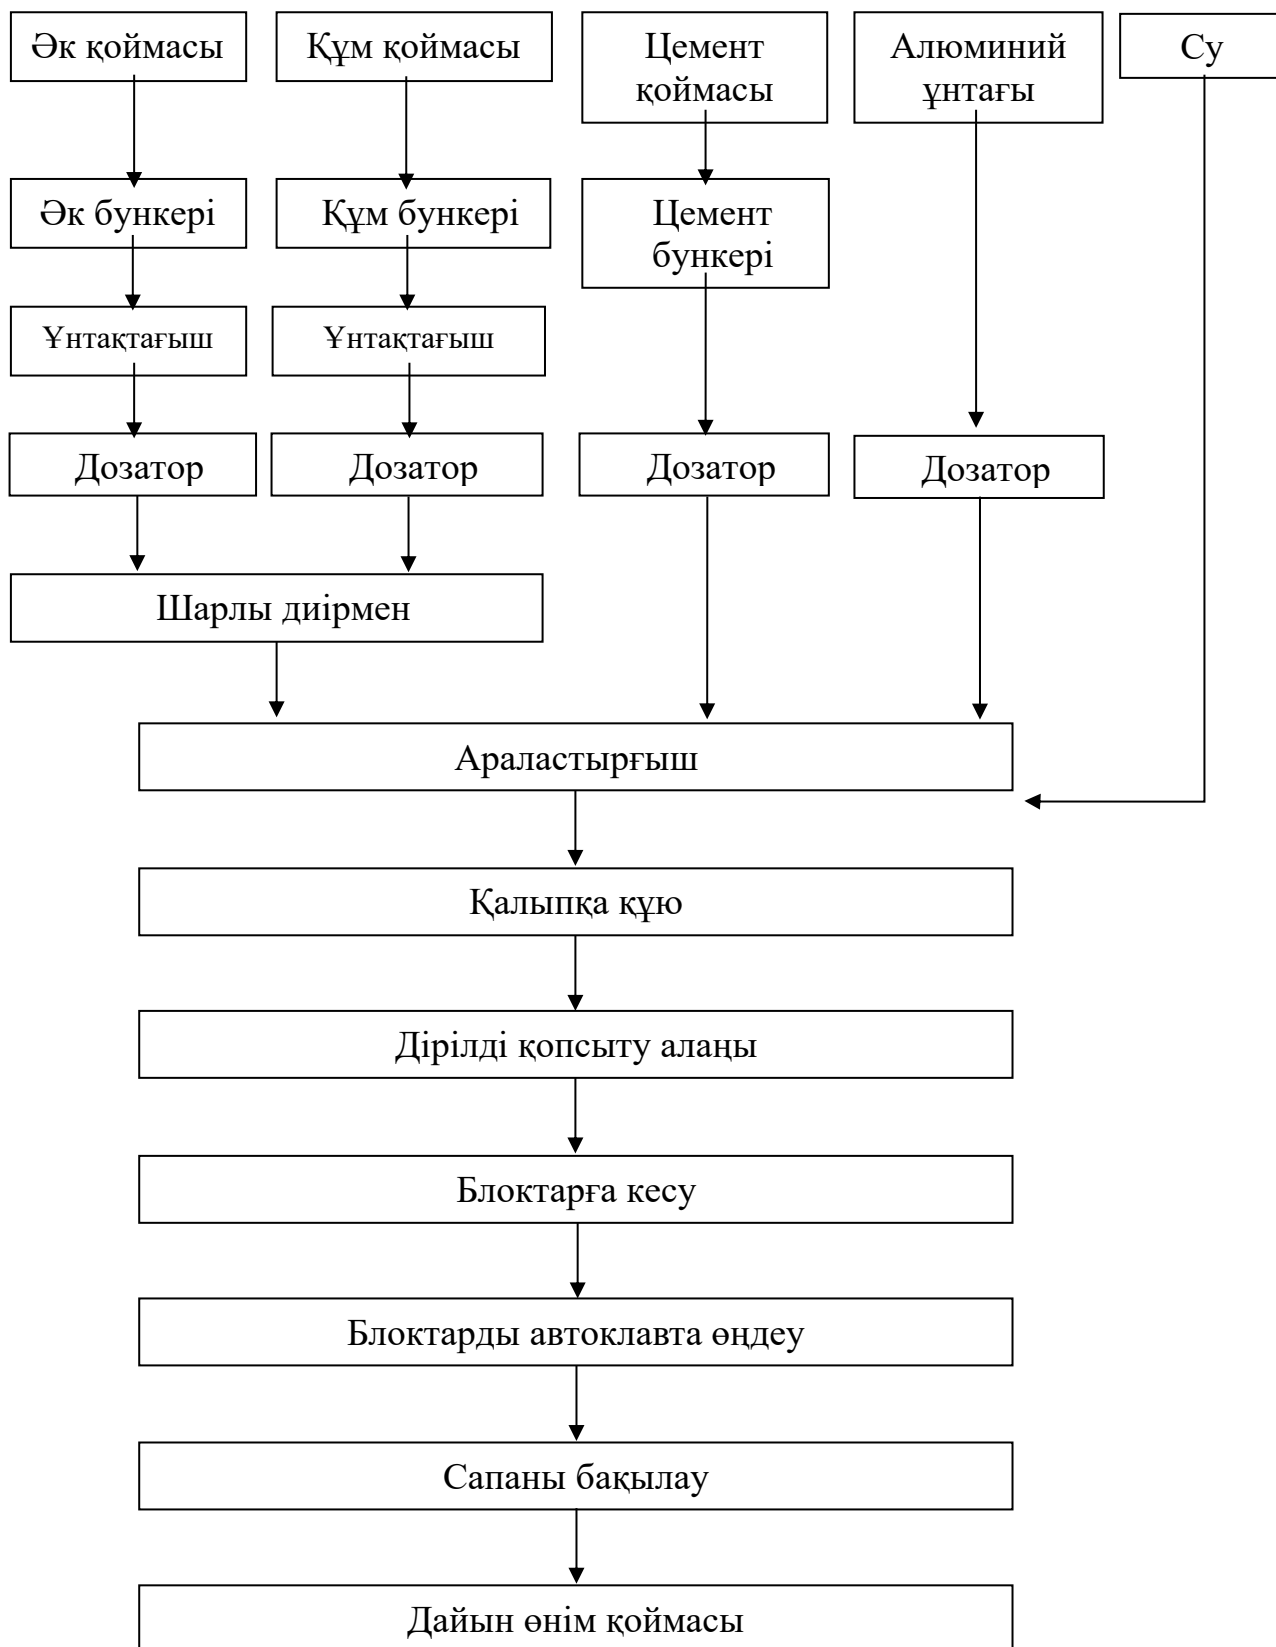 Әк қоймасы
Құм қоймасы
Цемент
қоймасы
Алюминий
ұнтағы
Су
Әк бункері
Құм бункері
Цемент
бункері
Ұнтақтағыш
Ұнтақтағыш
Дозатор
Дозатор
Дозатор
Дозатор
Шарлы диірмен
Араластырғыш
Қалыпқа құю
Дірілді қопсыту алаңы
Блоктарға кесу
Блоктарды автоклавта өңдеу
Сапаны бақылау
Дайын өнім қоймасы